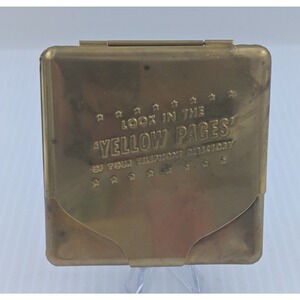 LOOK IN THE
'YELLOW PAGES'
OF YOUR TELEPHONE DIRECTORY